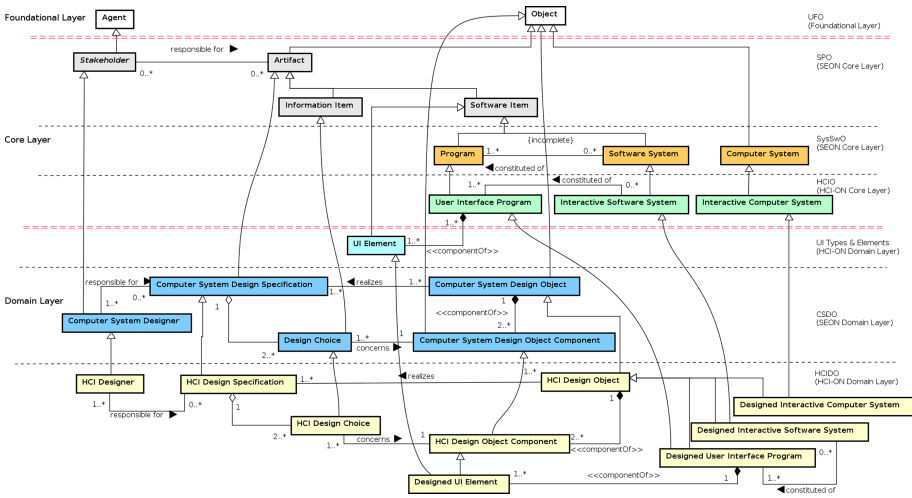 Foundational Layer
Agent
Object
UFO
(Foundational Layer)
Stakeholder
responsible for
0..*
0..*
Artifact
SPO
(SEON Core Layer)
Information Item
Software Item
Core Layer
{incomplete}
Program
1..*
0..*
Software System
Computer System
SysSwO
(SEON Core Layer)
constituted of
constituted of
1..*
0..*
HCIO
(HCI-ON Core Layer)
User Interface Program
Interactive Software System
Interactive Computer System
1..*
UI Element
1..*
<<componentOf>>
UI Types & Elements
(HCI-ON Domain Layer)
responsible for
Computer System Design Specification
realizes
1..*
1..*
Computer System Design Object
0..*
1..*
1
Domain Layer
Computer System Designer
<<componentOf>>
1
2..*
CSDO
(SEON Domain Layer)
Design Choice
1..*
1
concerns
Computer System Design Object Component
2..*
HCI Designer
HCI Design Specification
1..*
realizes
1..*
HCI Design Object
HCIDO
(HCI-ON Domain Layer)
1..*
responsible for
0..*
1
1
Designed Interactive Computer System
HCI Design Choice
2..*
1..*
concerns
1
HCI Design Object Component
2..*
<<componentOf>>
Designed Interactive Software System
0..*
Designed User Interface Program
Designed UI Element
1..*
<<componentOf>>
1
1..*
constituted of